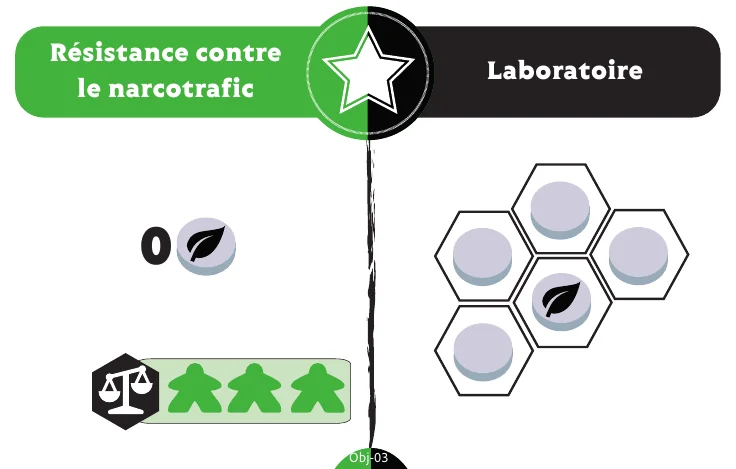 Résistance contre
le narcotrafic
Laboratoire
0
Obj-03